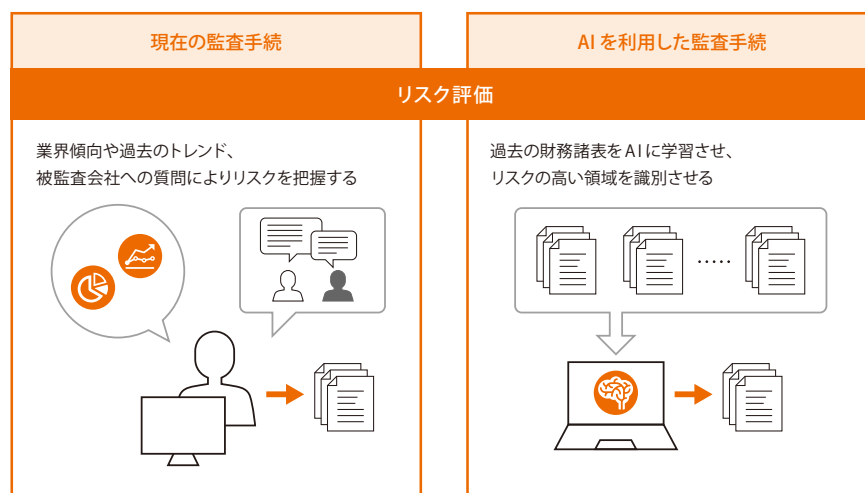 現在の監査手続
AIを利用した監査手続
リスク評価
業界傾向や過去のトレンド、
被監査会社への質問によりリスクを把握する
過去の財務諸表をAIに学習させ、
リスクの高い領域を識別させる
.....